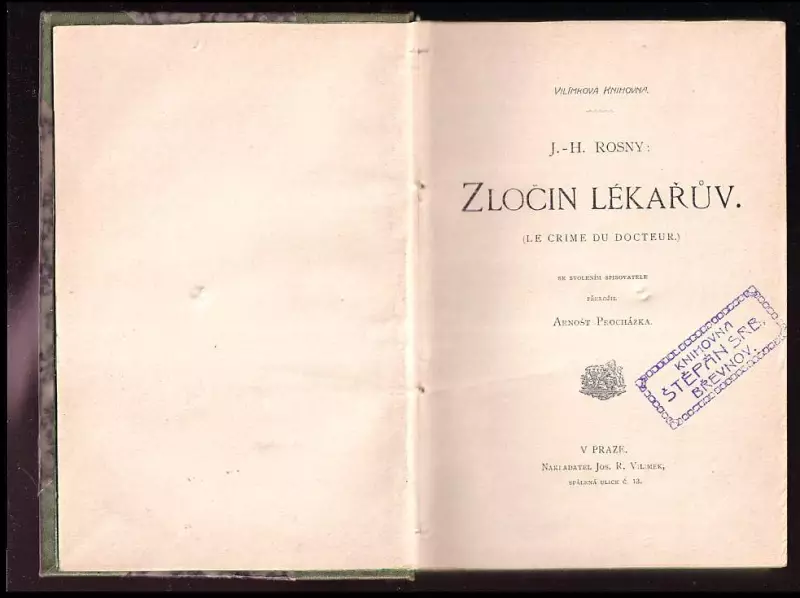 Vilímkova Knihovna.
J.-H. ROSNY:
ZLOČIN LÉKAŘŮV.
(LE CRIME DU DOCTEUR.)
SE SVOLENÍM SPISOVATELE
PŘELOŽIL
Arnošt Procházka.
KNIHOVNA
ŠTĚPÁN SRB,
BŘEVNOV.
V PRAZE.
Nakladatel Jos. R. Vilímek,
SPÁLENÁ ULICE Č. 13.